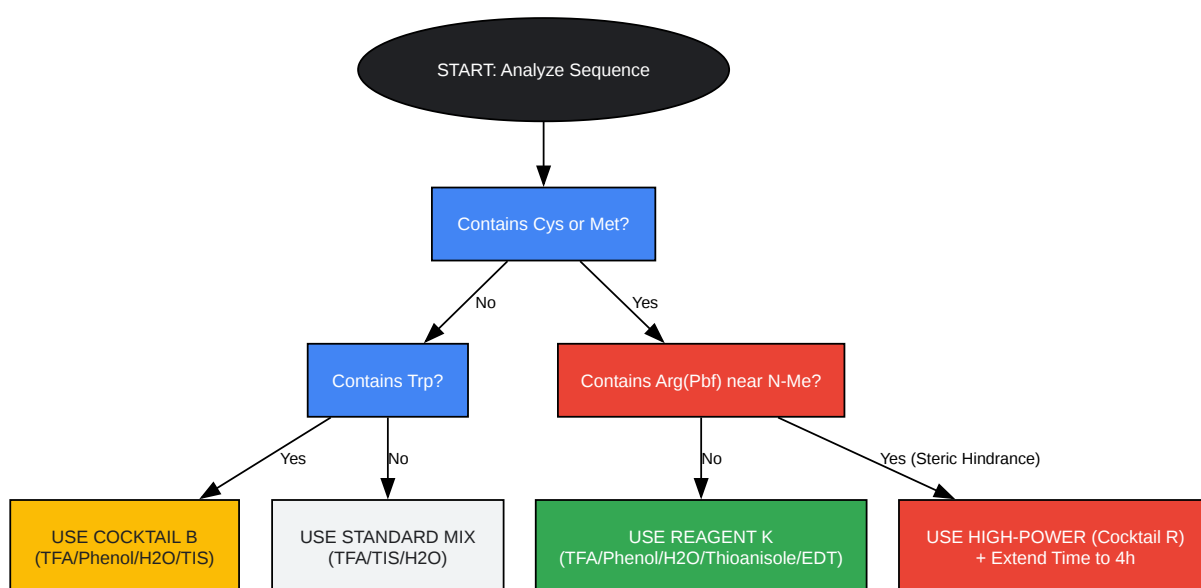 START: Analyze Sequence
Contains Cys or Met?
No
Yes
Contains Trp?
Contains Arg(Pbf) near N-Me?
Yes
No
No
Yes (Steric Hindrance)
USE COCKTAIL B
(TFA/Phenol/H2O/TIS)
USE STANDARD MIX
(TFA/TIS/H2O)
USE REAGENT K
(TFA/Phenol/H2O/Thioanisole/EDT)
USE HIGH-POWER (Cocktail R)
+ Extend Time to 4h